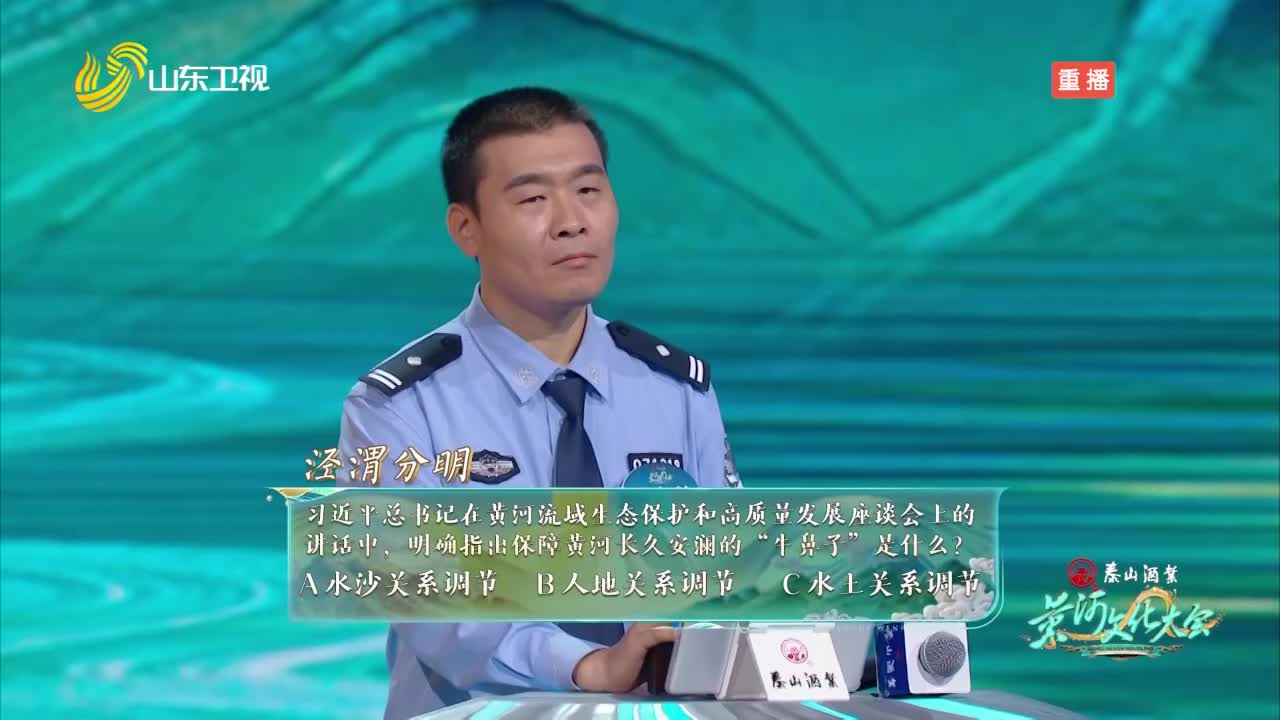 山东卫视
重播
泾渭分明
习近平总书记在黄河流域生态保护和高质量发展座谈会上的
讲话中，明确指出保障黄河长久安澜的“牛鼻子”是什么？
A水沙关系调节 B人地关系调节 C水土关系调节
泰山酒业
黄河文化大会
泰山酒业